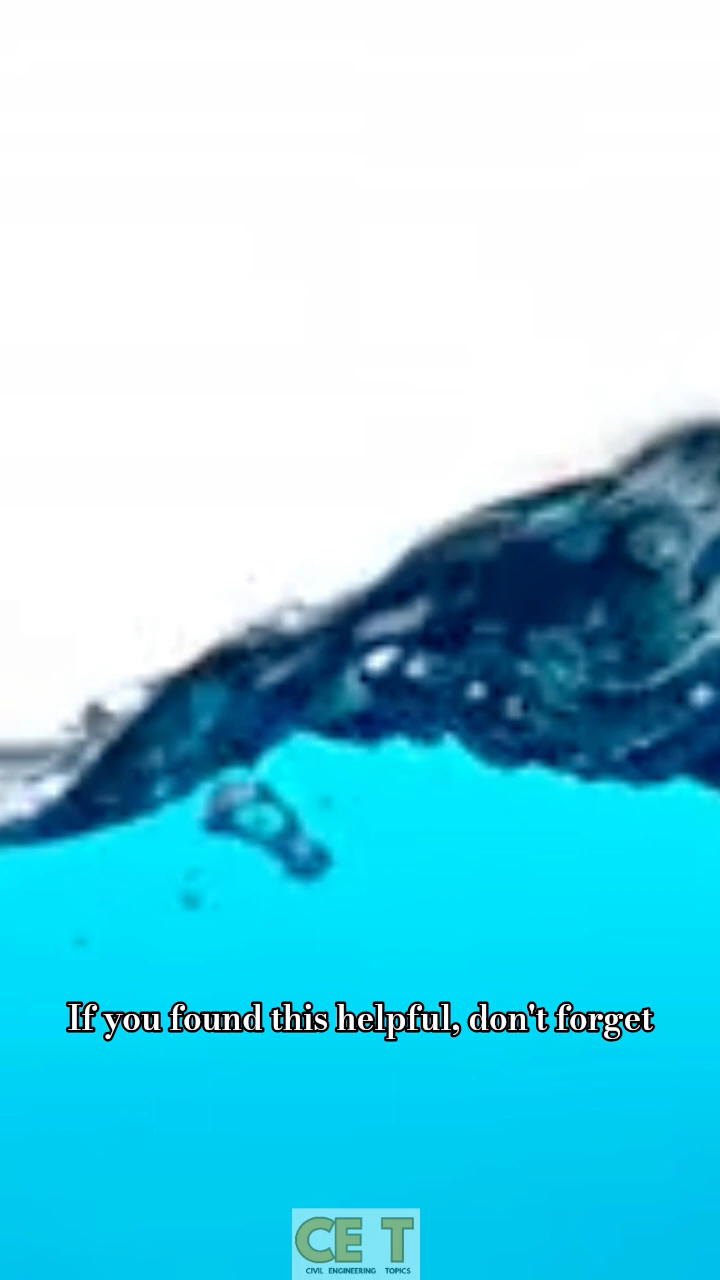 If you found this helpful, don't forget
CE T
CIVIL ENGINEERING TOPICS